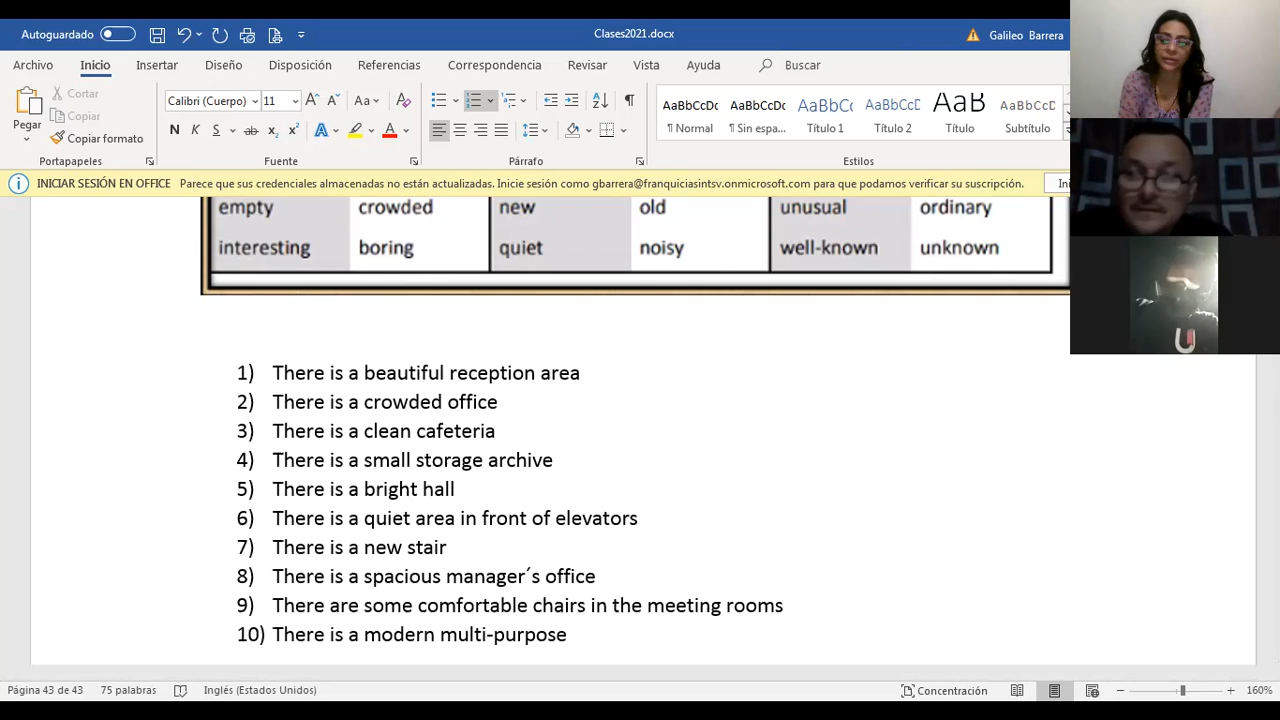 Autoguardado
Clases2021.docx
Galileo Barrera
Archivo Inicio Insertar Diseño Disposición Referencias Correspondencia Revisar Vista Ayuda Buscar
Cortar
Copiar
Copiar formato
Pegar
Portapapeles
Calibri (Cuerpo) 11
Aa
N K S ab x₂ x²
Fuente
Párrafo
AaBbCcDc AaBbCcDc AaBbCc AaBbCcD AaB AaBbCcD
¶ Normal ¶ Sin espa... Título 1 Título 2 Título Subtítulo
Estilos
INICIAR SESIÓN EN OFFICE Parece que sus credenciales almacenadas no están actualizadas. Inicie sesión como gbarrera@franquiciasintsv.onmicrosoft.com para que podamos verificar su suscripción.
empty crowded new old unusual ordinary
interesting boring quiet noisy well-known unknown
1) There is a beautiful reception area
2) There is a crowded office
3) There is a clean cafeteria
4) There is a small storage archive
5) There is a bright hall
6) There is a quiet area in front of elevators
7) There is a new stair
8) There is a spacious manager´s office
9) There are some comfortable chairs in the meeting rooms
10) There is a modern multi-purpose
Página 43 de 43 75 palabras Inglés (Estados Unidos) Concentración 160%